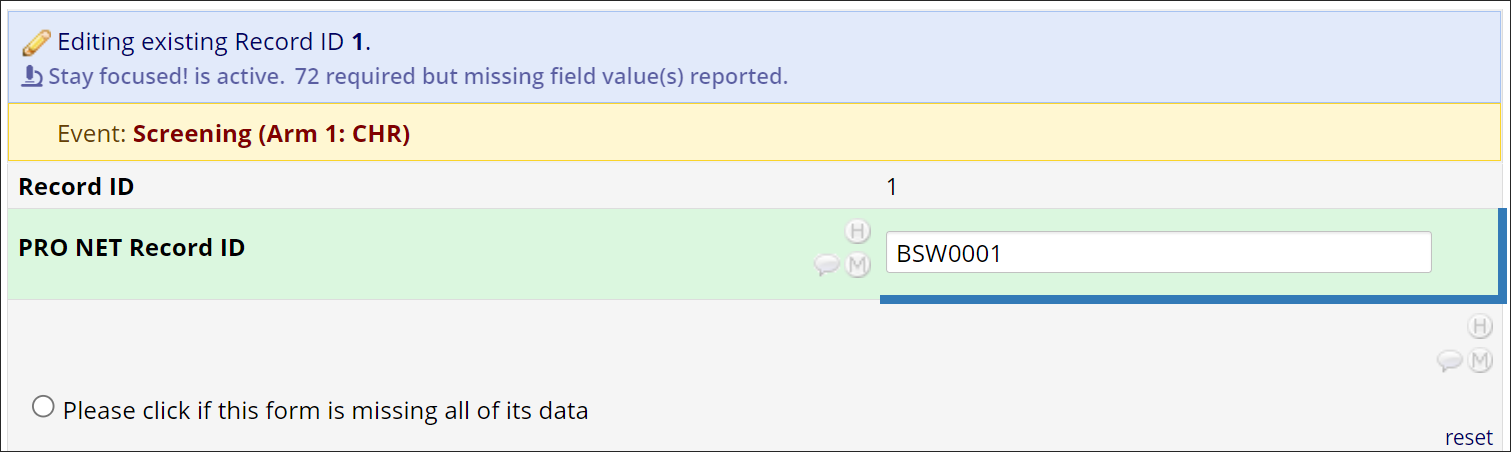 Editing existing Record ID 1.
Stay focused! is active. 72 required but missing field value(s) reported.
Event: Screening (Arm 1: CHR)
Record ID 1
H
PRO NET Record ID BSW0001
M
H
M
Please click if this form is missing all of its data
reset